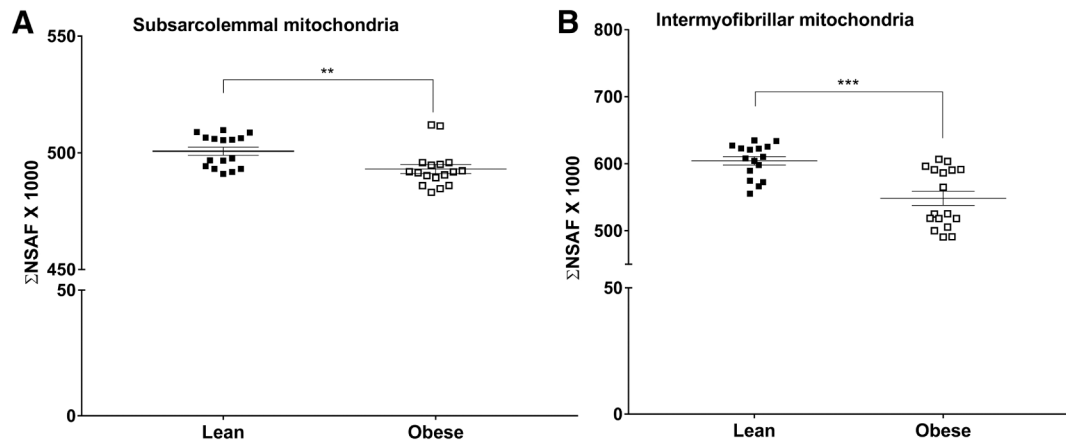 A
Subsarcolemmal mitochondria
550
**
500
450
50
0
ΣNSAF X 1000
Lean
Obese
B
Intermyofibrillar mitochondria
800
700
***
600
500
50
0
ΣNSAF X 1000
Lean
Obese